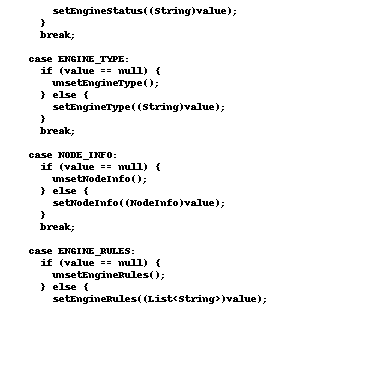 setEngineStatus((String)value);
      }
      break;

    case ENGINE_TYPE:
      if (value == null) {
        unsetEngineType();
      } else {
        setEngineType((String)value);
      }
      break;

    case NODE_INFO:
      if (value == null) {
        unsetNodeInfo();
      } else {
        setNodeInfo((NodeInfo)value);
      }
      break;

    case ENGINE_RULES:
      if (value == null) {
        unsetEngineRules();
      } else {
        setEngineRules((List<String>)value);